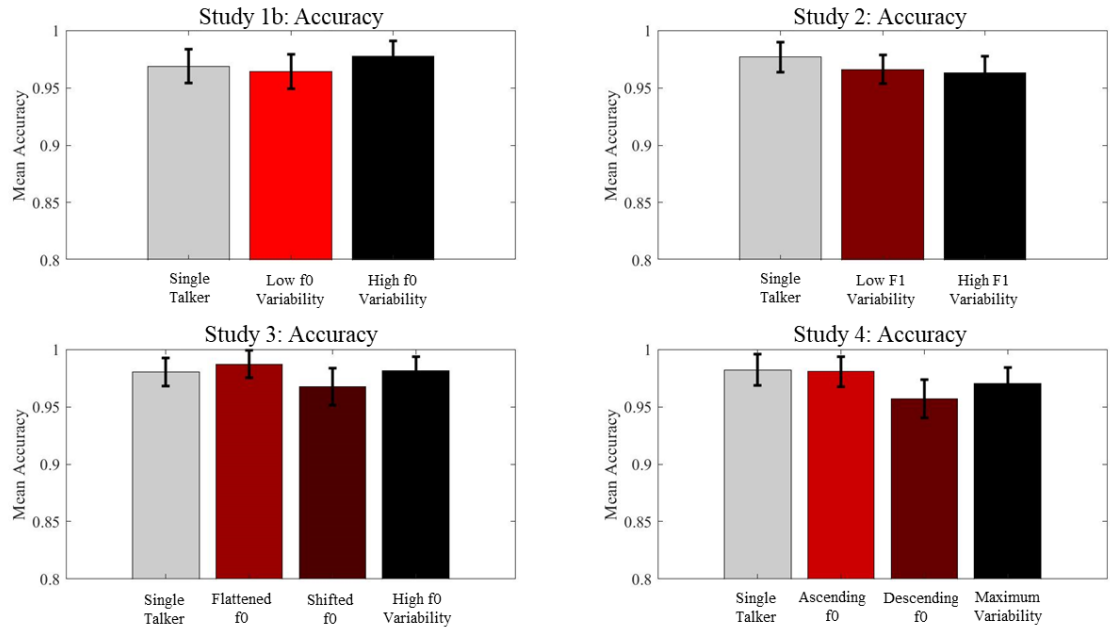 Study 1b: Accuracy
Mean Accuracy
1
0.95
0.9
0.85
0.8
Single
Talker
Low f0
Variability
High f0
Variability
Study 2: Accuracy
Mean Accuracy
1
0.95
0.9
0.85
0.8
Single
Talker
Low F1
Variability
High F1
Variability
Study 3: Accuracy
Mean Accuracy
1
0.95
0.9
0.85
0.8
Single
Talker
Flattened
f0
Shifted
f0
High f0
Variability
Study 4: Accuracy
Mean Accuracy
1
0.95
0.9
0.85
0.8
Single
Talker
Ascending
f0
Descending
f0
Maximum
Variability